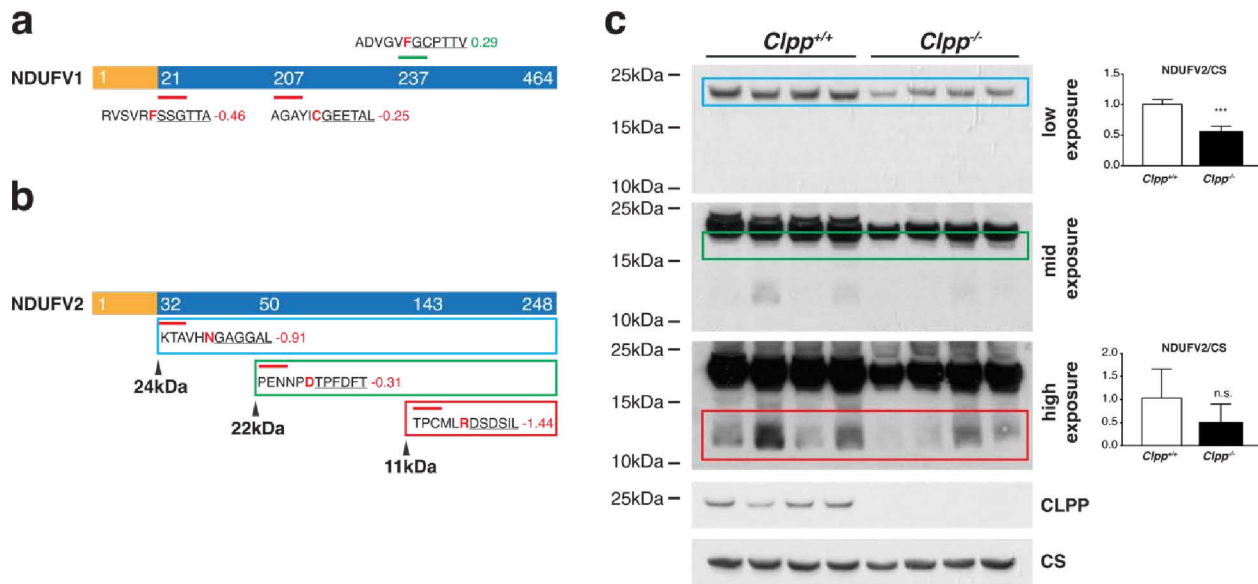 a
ADVGVFGCPTTV 0.29
NDUFV1 1 21 207 237 464
RVSVRFSSGTTA -0.46 AGAYICGEETAL -0.25
b
NDUFV2 1 32 50 143 248
KTAVHNGAGGAL -0.91
24kDa
PENNPDTPFDFT -0.31
22kDa
TPCMLRDSDSIL -1.44
11kDa
c
Clpp+/+ Clpp-/-
25kDa
15kDa
10kDa
low exposure
NDUFV2/CS
1.5
1.0
0.5
0.0
***
Clpp+/+ Clpp-/-
25kDa
15kDa
10kDa
mid exposure
25kDa
15kDa
10kDa
high exposure
NDUFV2/CS
2.0
1.5
1.0
0.5
0.0
n.s.
Clpp+/+ Clpp-/-
25kDa
CLPP
CS